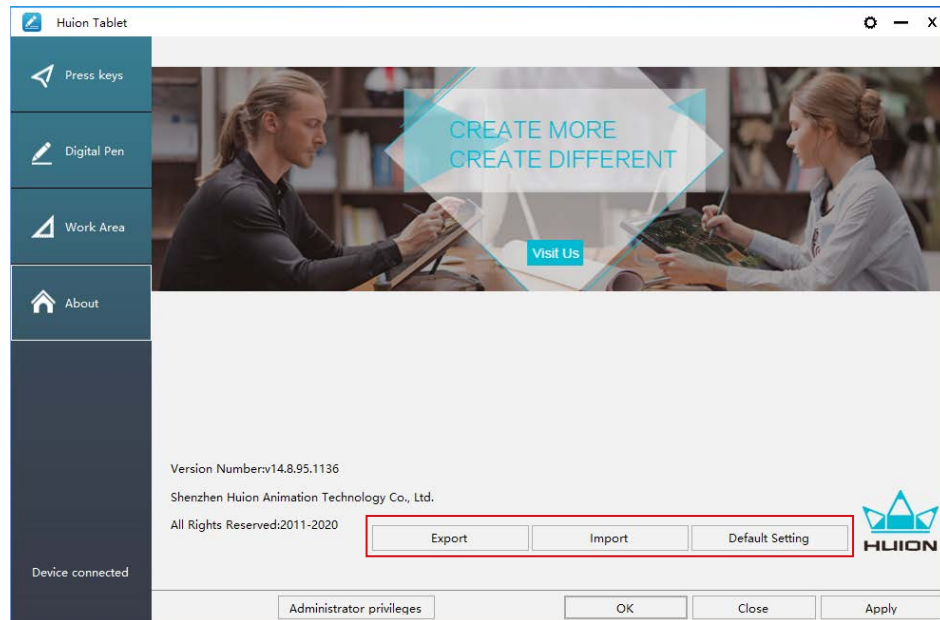 Huion Tablet
Press keys
Digital Pen
Work Area
About
CREATE MORE
CREATE DIFFERENT
Visit Us
Version Number:v14.8.95.1136
Shenzhen Huion Animation Technology Co., Ltd.
All Rights Reserved:2011-2020
Export Import Default Setting
HUION
Device connected
Administrator privileges OK Close Apply